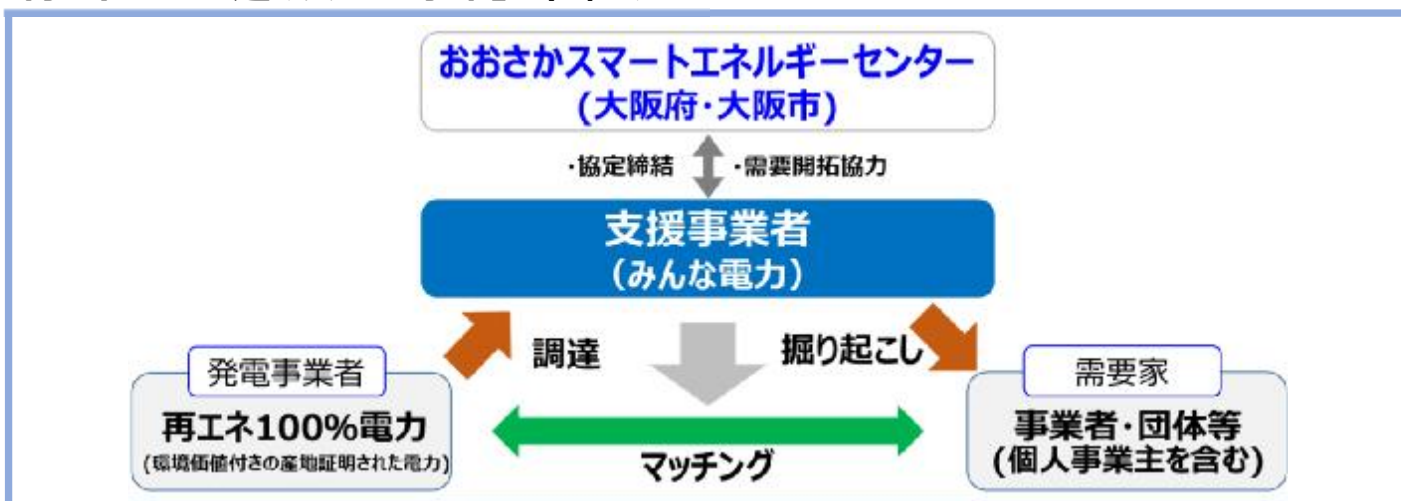 おおさかスマートエネルギーセンター
(大阪府・大阪市)
・協定締結
・需要開拓協力
支援事業者
(みんな電力)
調達
掘り起こし
発電事業者
再エネ100%電力
(環境価値付きの産地証明された電力)
マッチング
需要家
事業者・団体等
(個人事業主を含む)